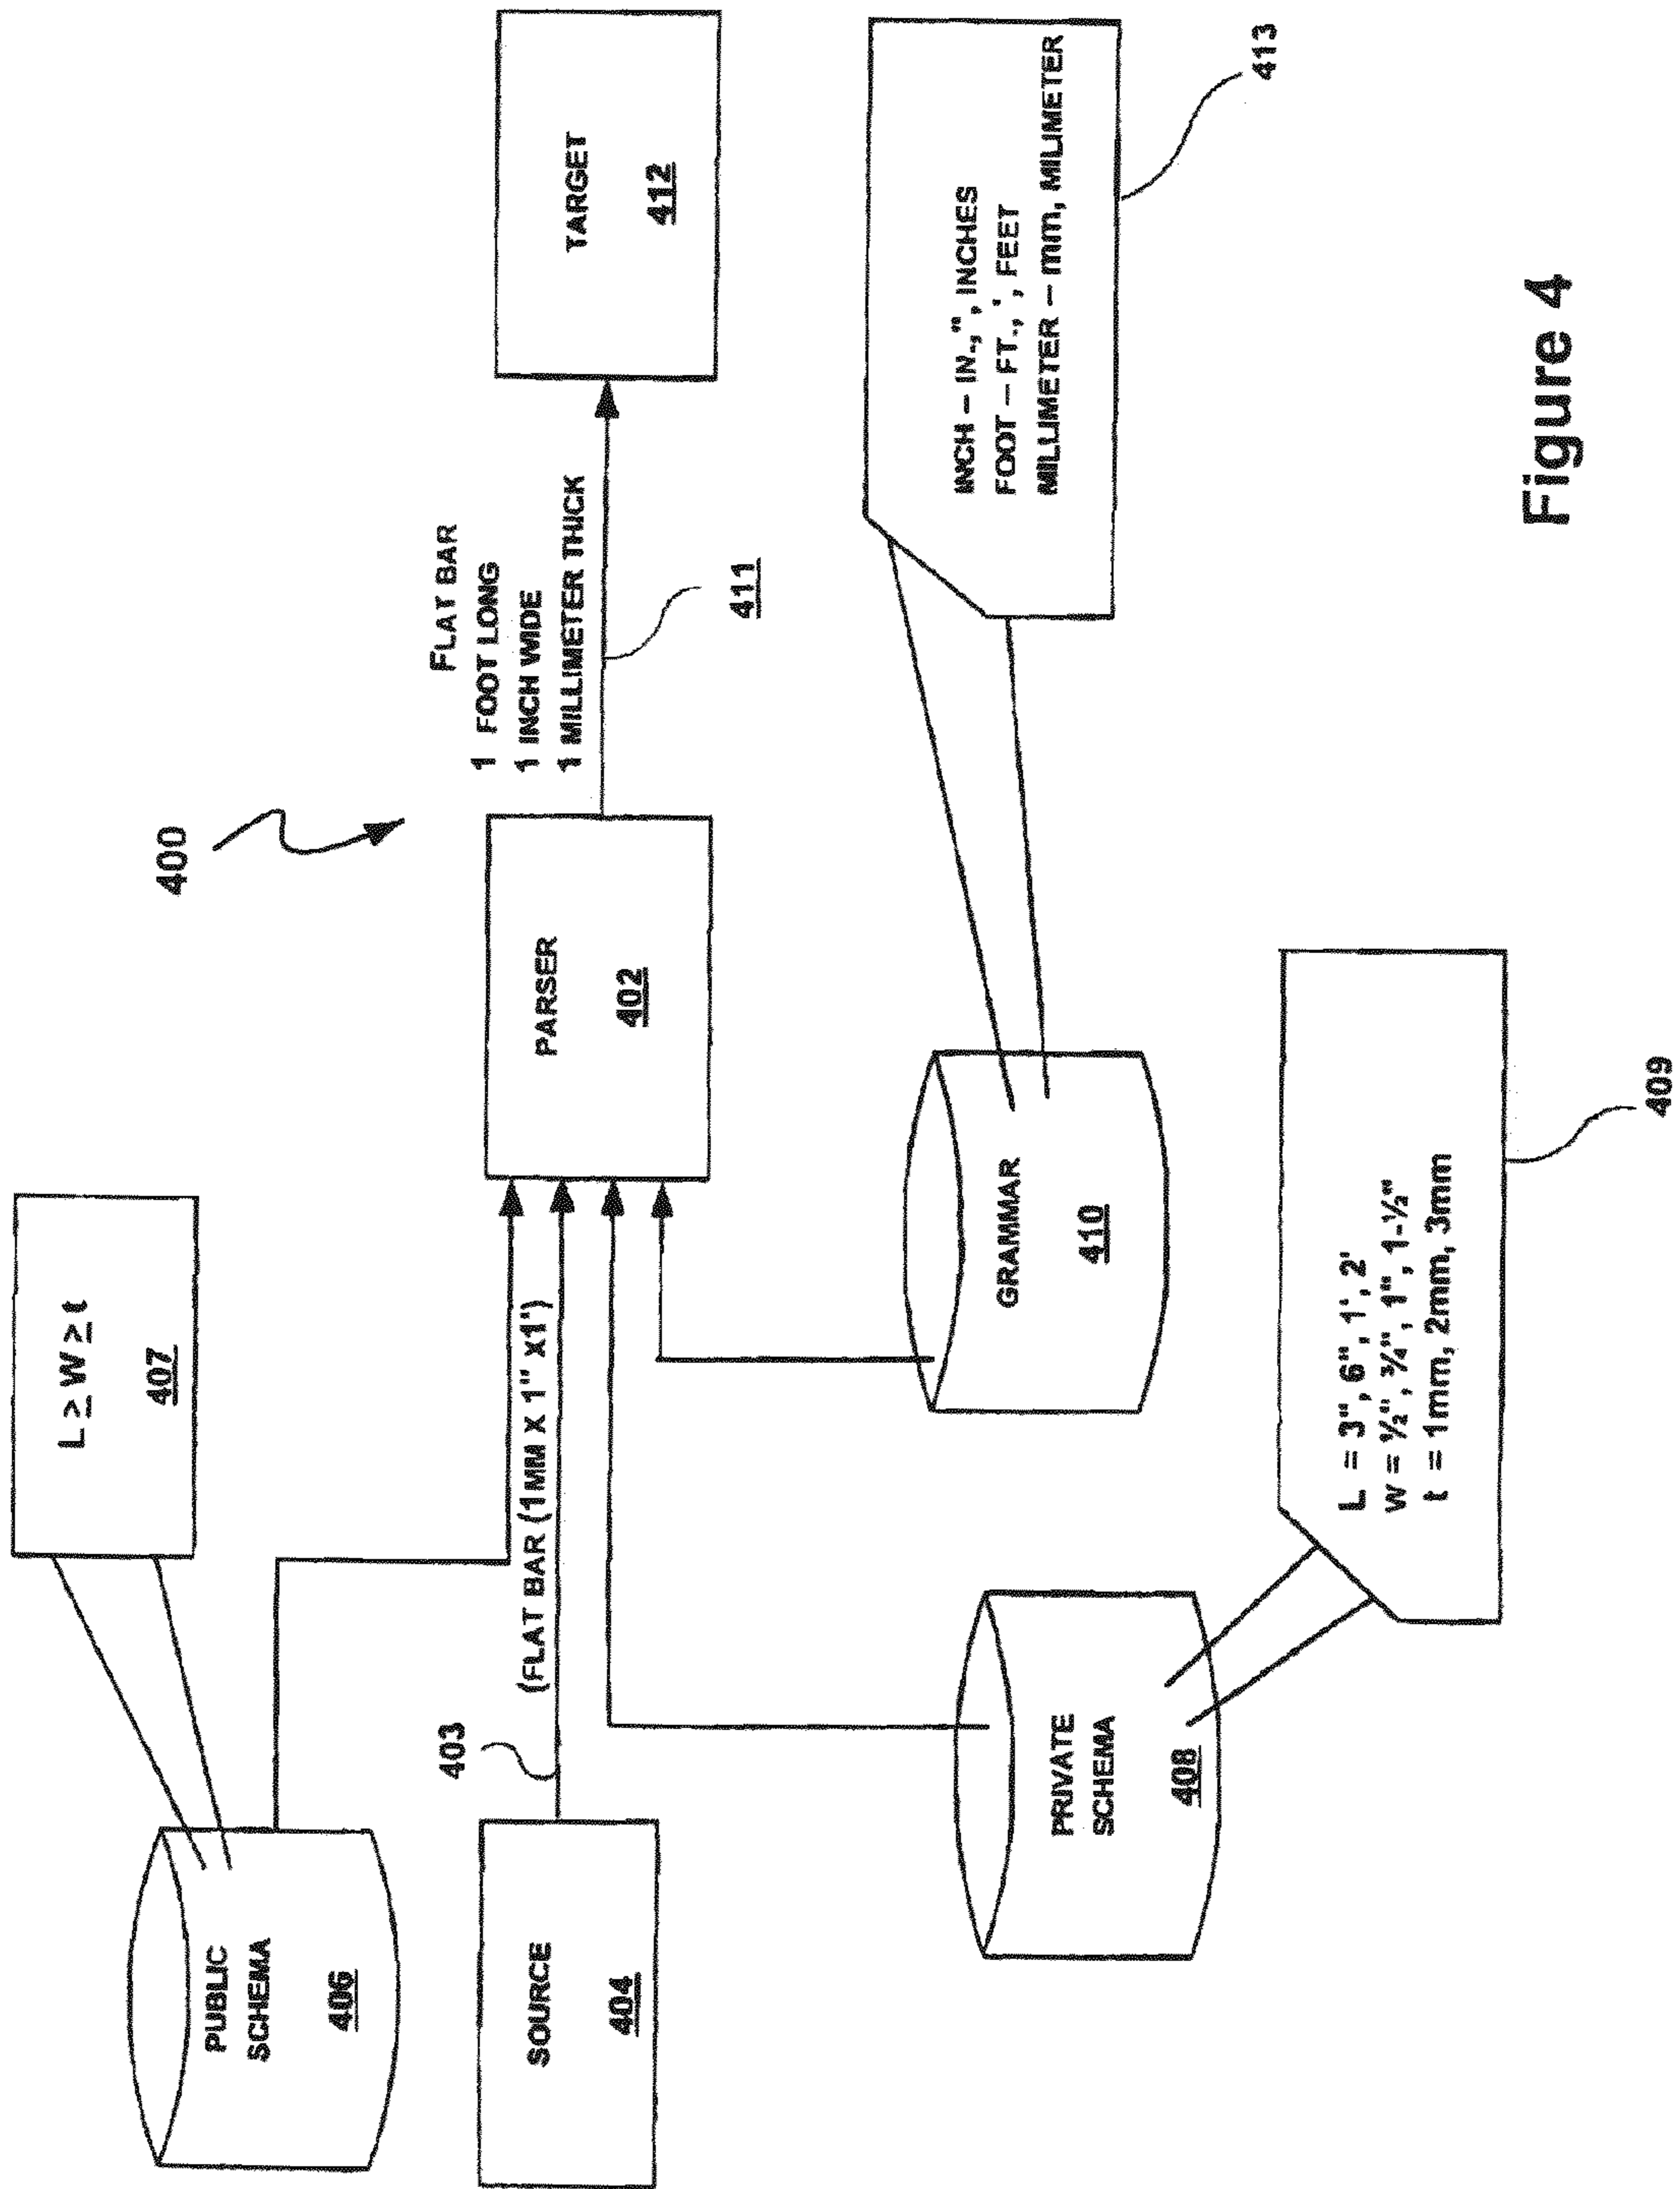 400
PUBLIC
SCHEMA
406
L ≥ W ≥ t
407
SOURCE
404
403
(FLAT BAR (1MM X 1" X1')
PARSER
402
FLAT BAR
1 FOOT LONG
1 INCH WIDE
1 MILLIMETER THICK
411
TARGET
412
PRIVATE
SCHEMA
408
L = 3", 6", 1', 2'
W = ½", ¾", 1", 1-½"
t = 1mm, 2mm, 3mm
409
GRAMMAR
410
INCH – IN.,", INCHES
FOOT – FT., ', FEET
MILLIMETER – mm, MILIMETER
413
Figure 4